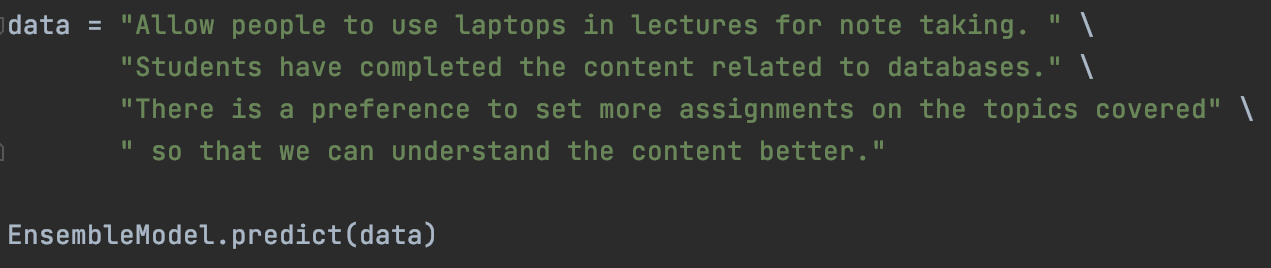 data = "Allow people to use laptops in lectures for note taking. " \
"Students have completed the content related to databases." \
"There is a preference to set more assignments on the topics covered" \
" so that we can understand the content better."
EnsembleModel.predict(data)